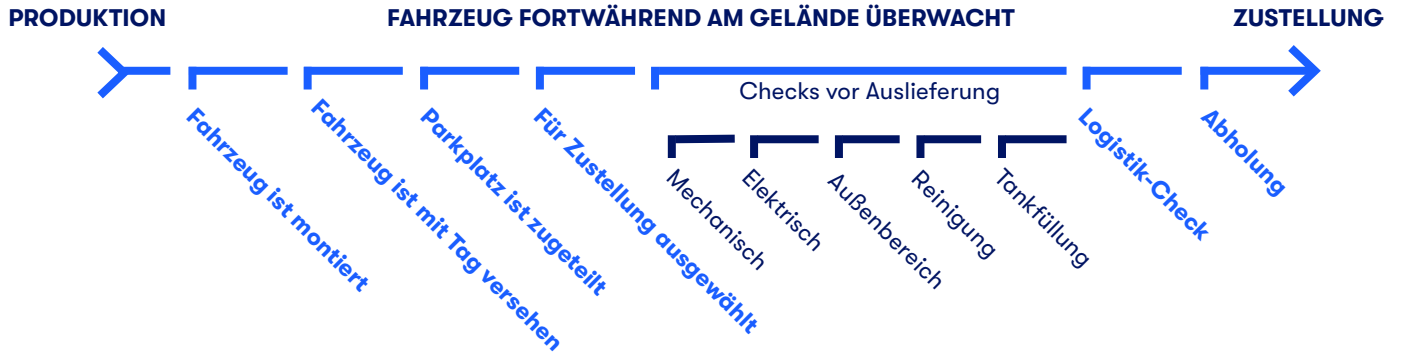 PRODUKTION
FAHRZEUG FORTWÄHREND AM GELÄNDE ÜBERWACHT
ZUSTELLUNG
Fahrzeug ist montiert
Fahrzeug ist mit Tag versehen
Parkplatz ist zugeteilt
Für Zustellung ausgewählt
Checks vor Auslieferung
Mechanisch
Elektrisch
Außenbereich
Reinigung
Tankfüllung
Logistik-Check
Abholung